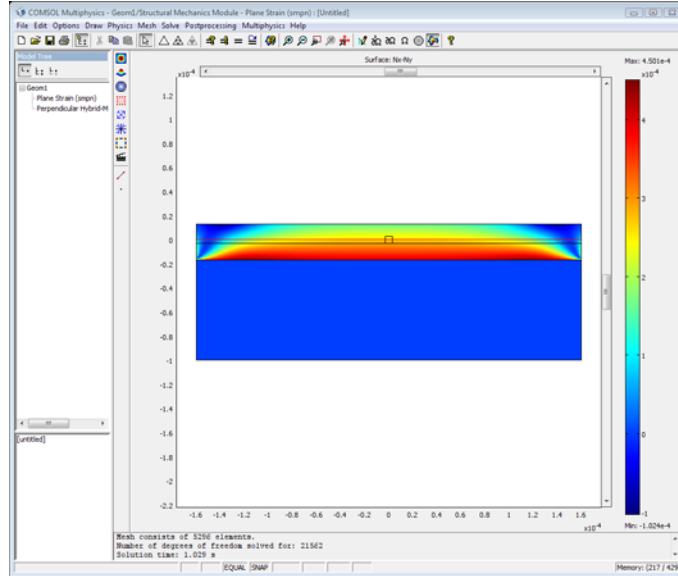 COMSOL Multiphysics - Geom1/Structural Mechanics Module - Plane Strain (smpn) : [Untitled]
File Edit Options Draw Physics Mesh Solve Postprocessing Multiphysics Help
Model Tree
Geom1
Plane Strain (smpn)
Perpendicular Hybrid-M
[untitled]
Surface: Nx-Ny
Max: 4.501e-4
x10^-4
x10^-4
1.2
1
0.8
0.6
0.4
0.2
0
-0.2
-0.4
-0.6
-0.8
-1
-1.2
-1.4
-1.6
-1.8
-2
-2.2
-1.6 -1.4 -1.2 -1 -0.8 -0.6 -0.4 -0.2 0 0.2 0.4 0.6 0.8 1 1.2 1.4 1.6
x10^-4
4
3
2
1
0
-1
Min: -1.024e-4
Mesh consists of 5296 elements.
Number of degrees of freedom solved for: 21562
Solution time: 1.029 s
EQUAL SNAP
Memory: (217 / 429